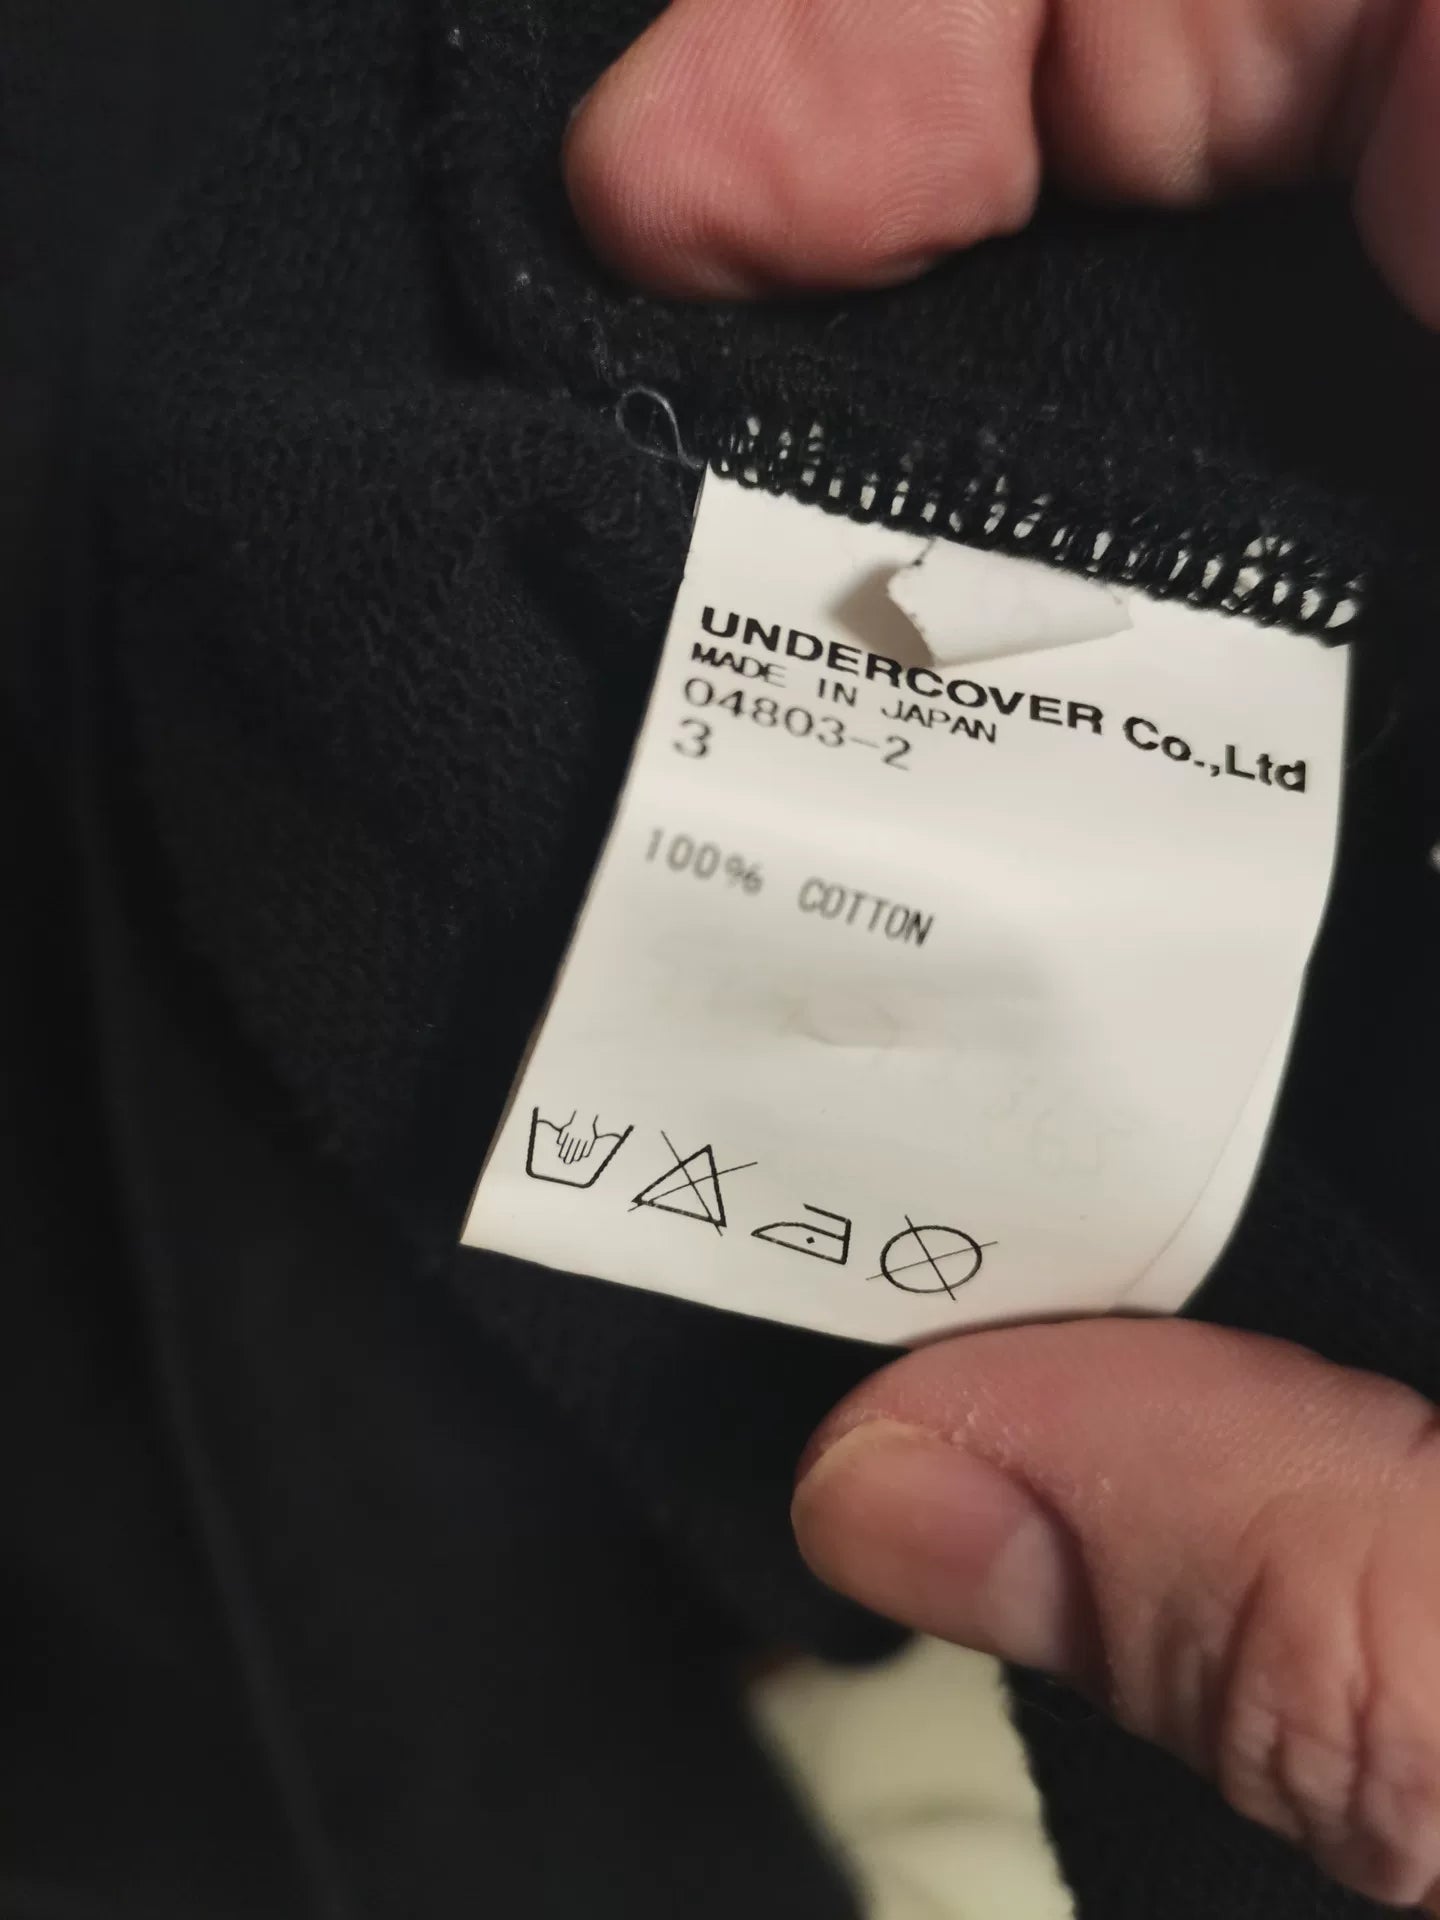 UNDERCOVER Co.,Ltd
MADE IN JAPAN
04803-2
3
100% COTTON